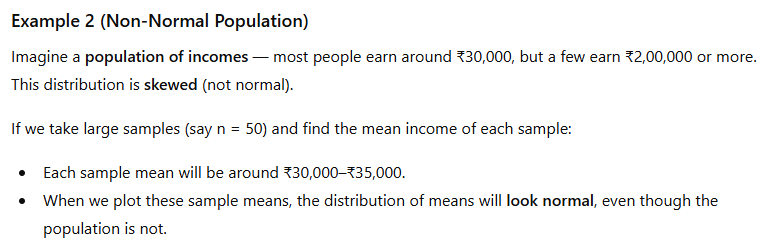 Example 2 (Non-Normal Population)
Imagine a population of incomes — most people earn around ₹30,000, but a few earn ₹2,00,000 or more.
This distribution is skewed (not normal).
If we take large samples (say n = 50) and find the mean income of each sample:
• Each sample mean will be around ₹30,000–₹35,000.
• When we plot these sample means, the distribution of means will look normal, even though the
population is not.